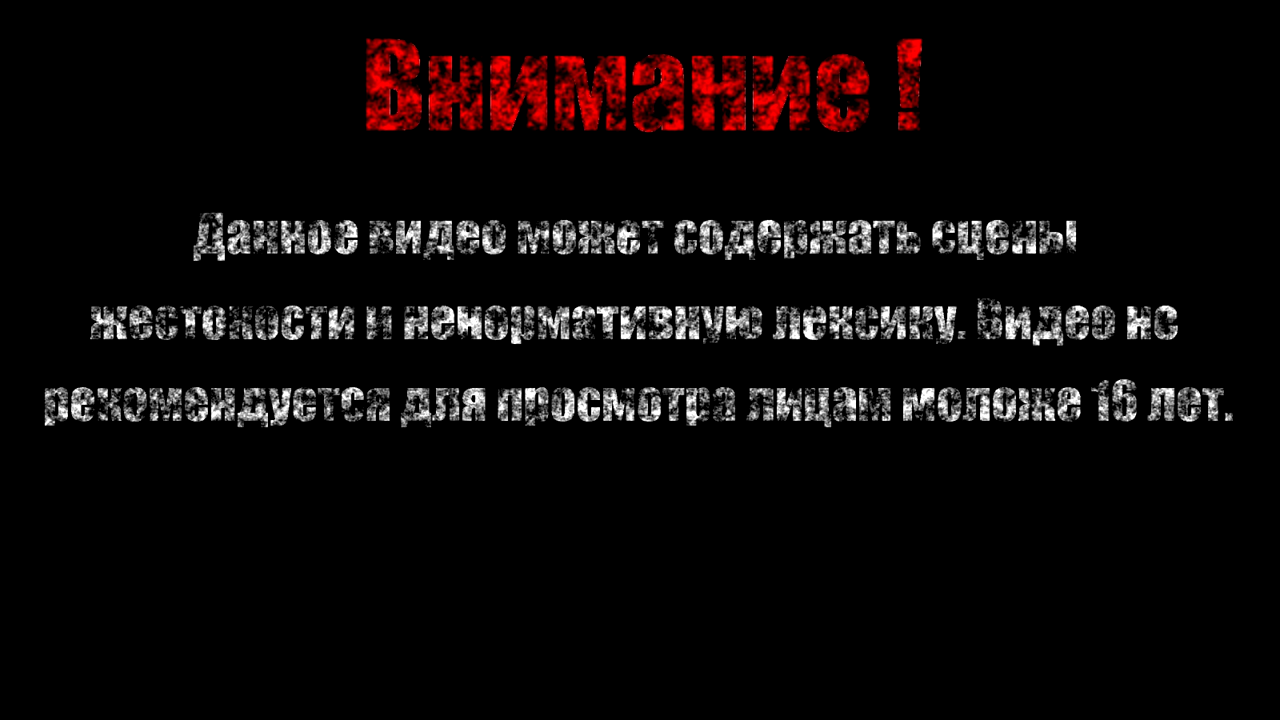 Внимание !
Данное видео может содержать сцены
жестокости и ненормативную лексику. Видео не
рекомендуется для просмотра лицам моложе 16 лет.